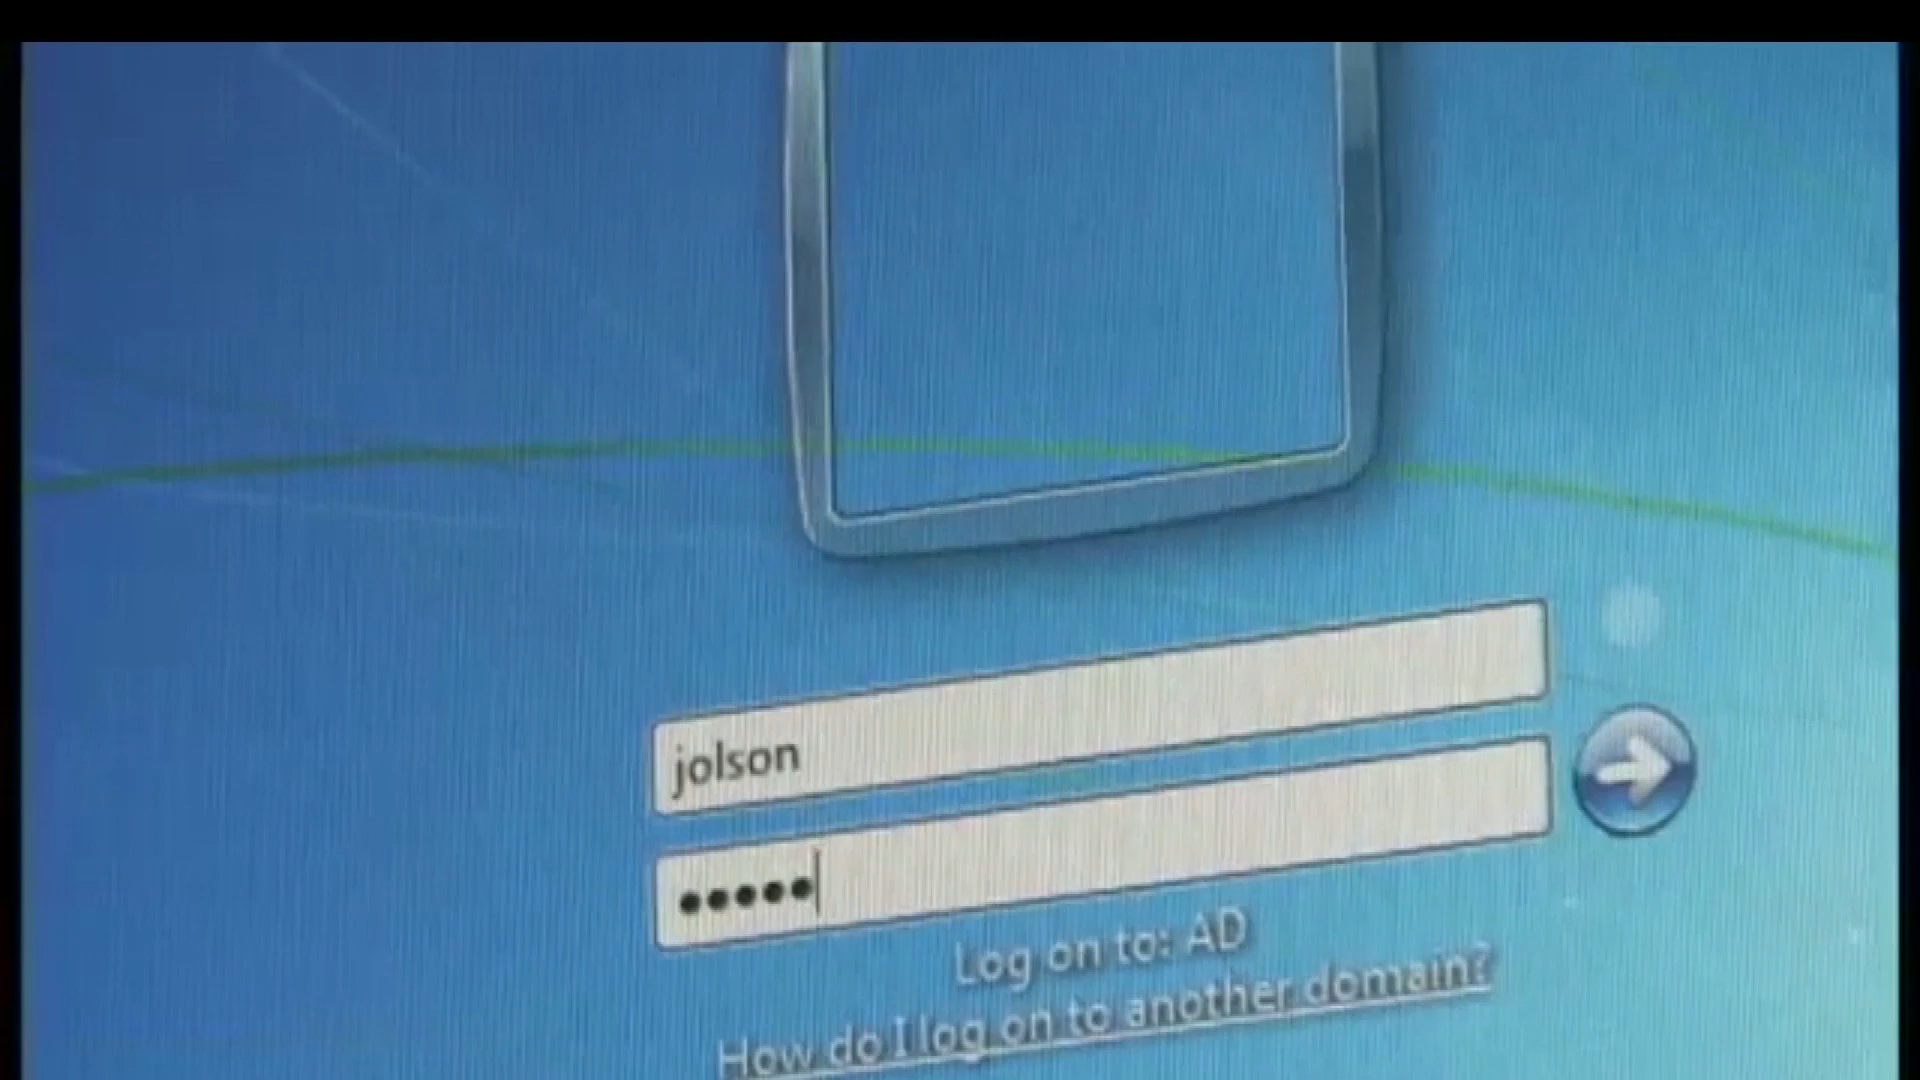 jolson
•••••
Log on to: AD
How do I log on to another domain?